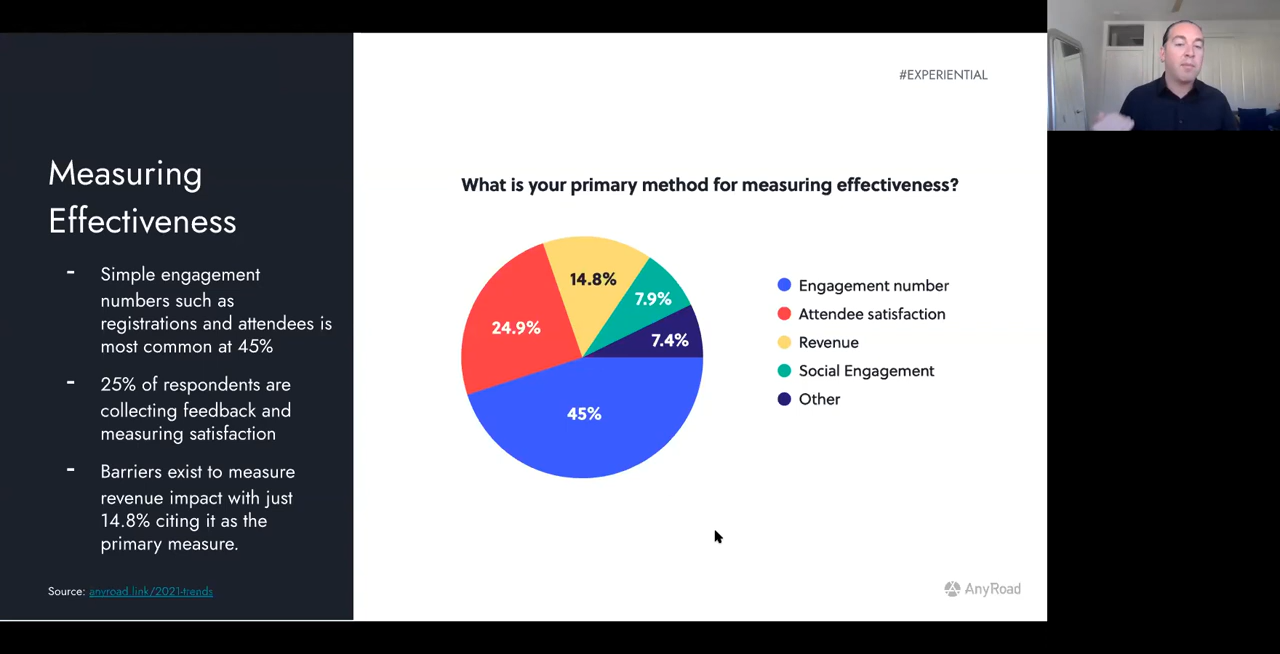 #EXPERIENTIAL
Measuring
Effectiveness
- Simple engagement
numbers such as
registrations and attendees is
most common at 45%
- 25% of respondents are
collecting feedback and
measuring satisfaction
- Barriers exist to measure
revenue impact with just
14.8% citing it as the
primary measure.
Source: anyroad.link/2021-trends
What is your primary method for measuring effectiveness?
14.8%
7.9%
24.9%
7.4%
45%
Engagement number
Attendee satisfaction
Revenue
Social Engagement
Other
AnyRoad